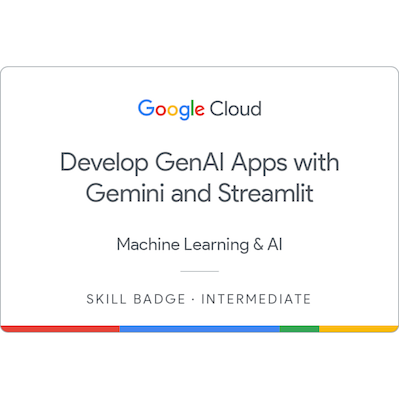 Google Cloud
Develop GenAI Apps with
Gemini and Streamlit
Machine Learning & AI
SKILL BADGE · INTERMEDIATE